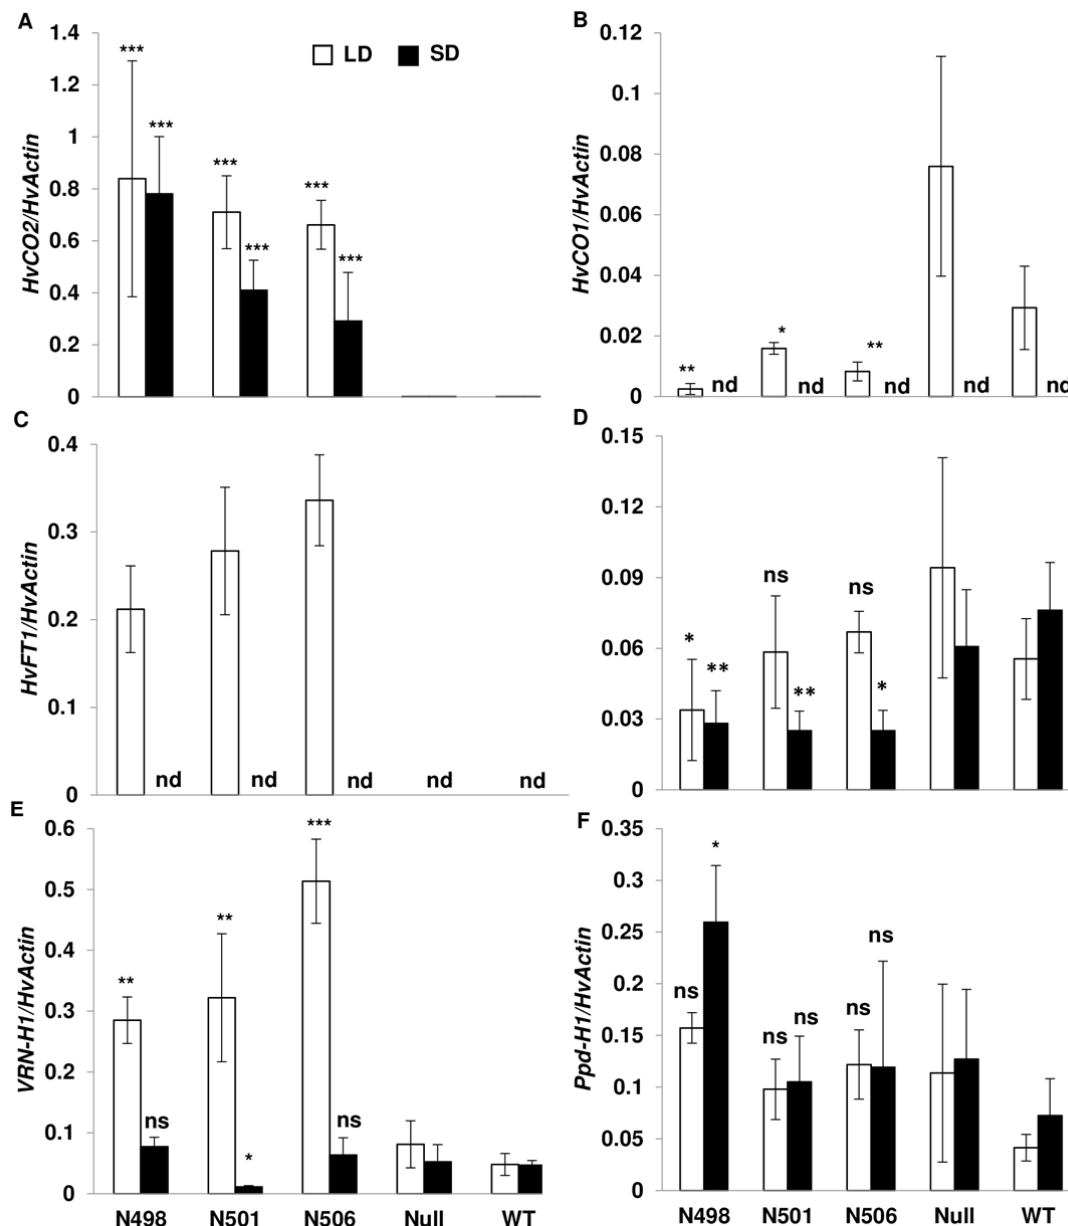 A
1.4
1.2
1
0.8
0.6
0.4
0.2
0
HvCO2/HvActin
LD SD
***
***
***
***
***
***
B
0.12
0.1
0.08
0.06
0.04
0.02
0
HvCO1/HvActin
** nd
* nd
** nd
nd
nd
C
0.4
0.3
0.2
0.1
0
HvFT1/HvActin
nd
nd
nd
nd
nd
D
0.15
0.12
0.09
0.06
0.03
0
*
**
ns
**
ns
*
E
0.6
0.5
0.4
0.3
0.2
0.1
0
VRN-H1/HvActin
**
ns
**
*
***
ns
N498 N501 N506 Null WT
F
0.35
0.3
0.25
0.2
0.15
0.1
0.05
0
Ppd-H1/HvActin
ns
*
ns
ns
ns
ns
N498 N501 N506 Null WT